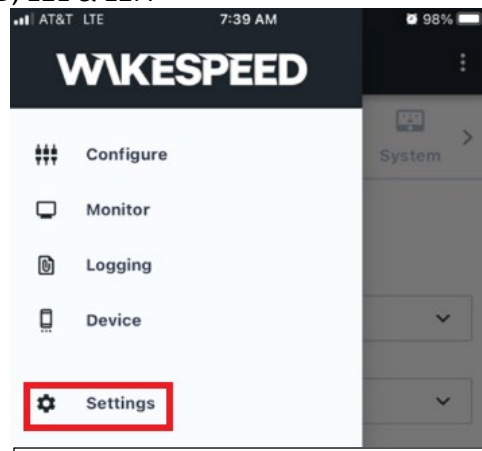 AT&T LTE 7:39 AM 98%
WAKESPEED
Configure
System
Monitor
Logging
Device
Settings